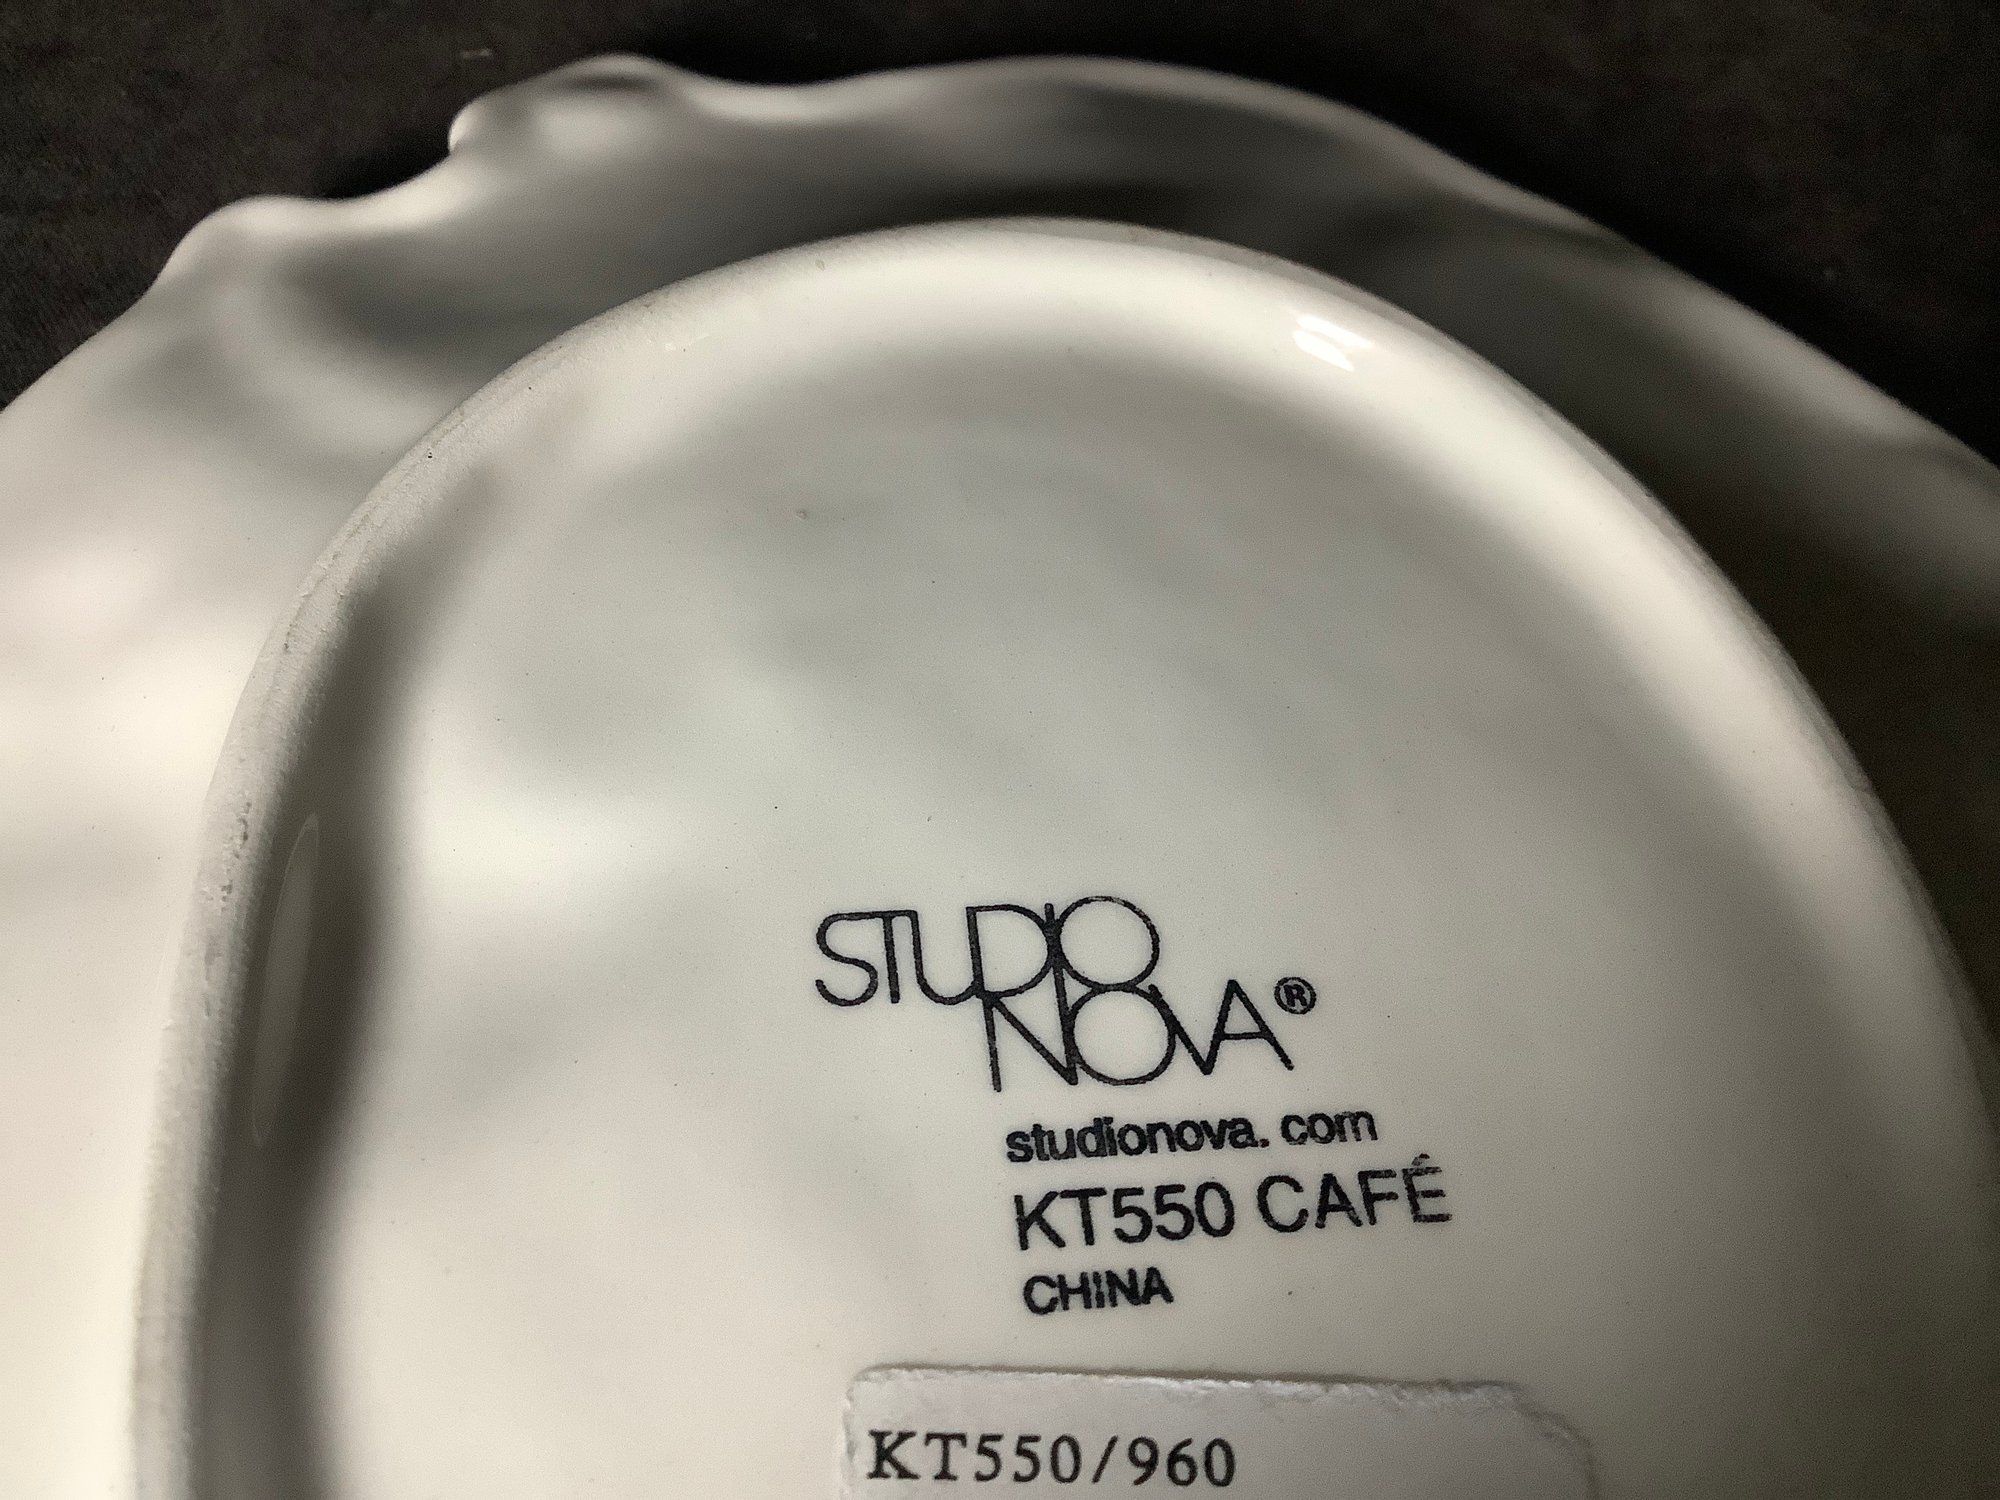 STUDIO
NOVA®
studionova. com
KT550 CAFÉ
CHINA
KT550/960